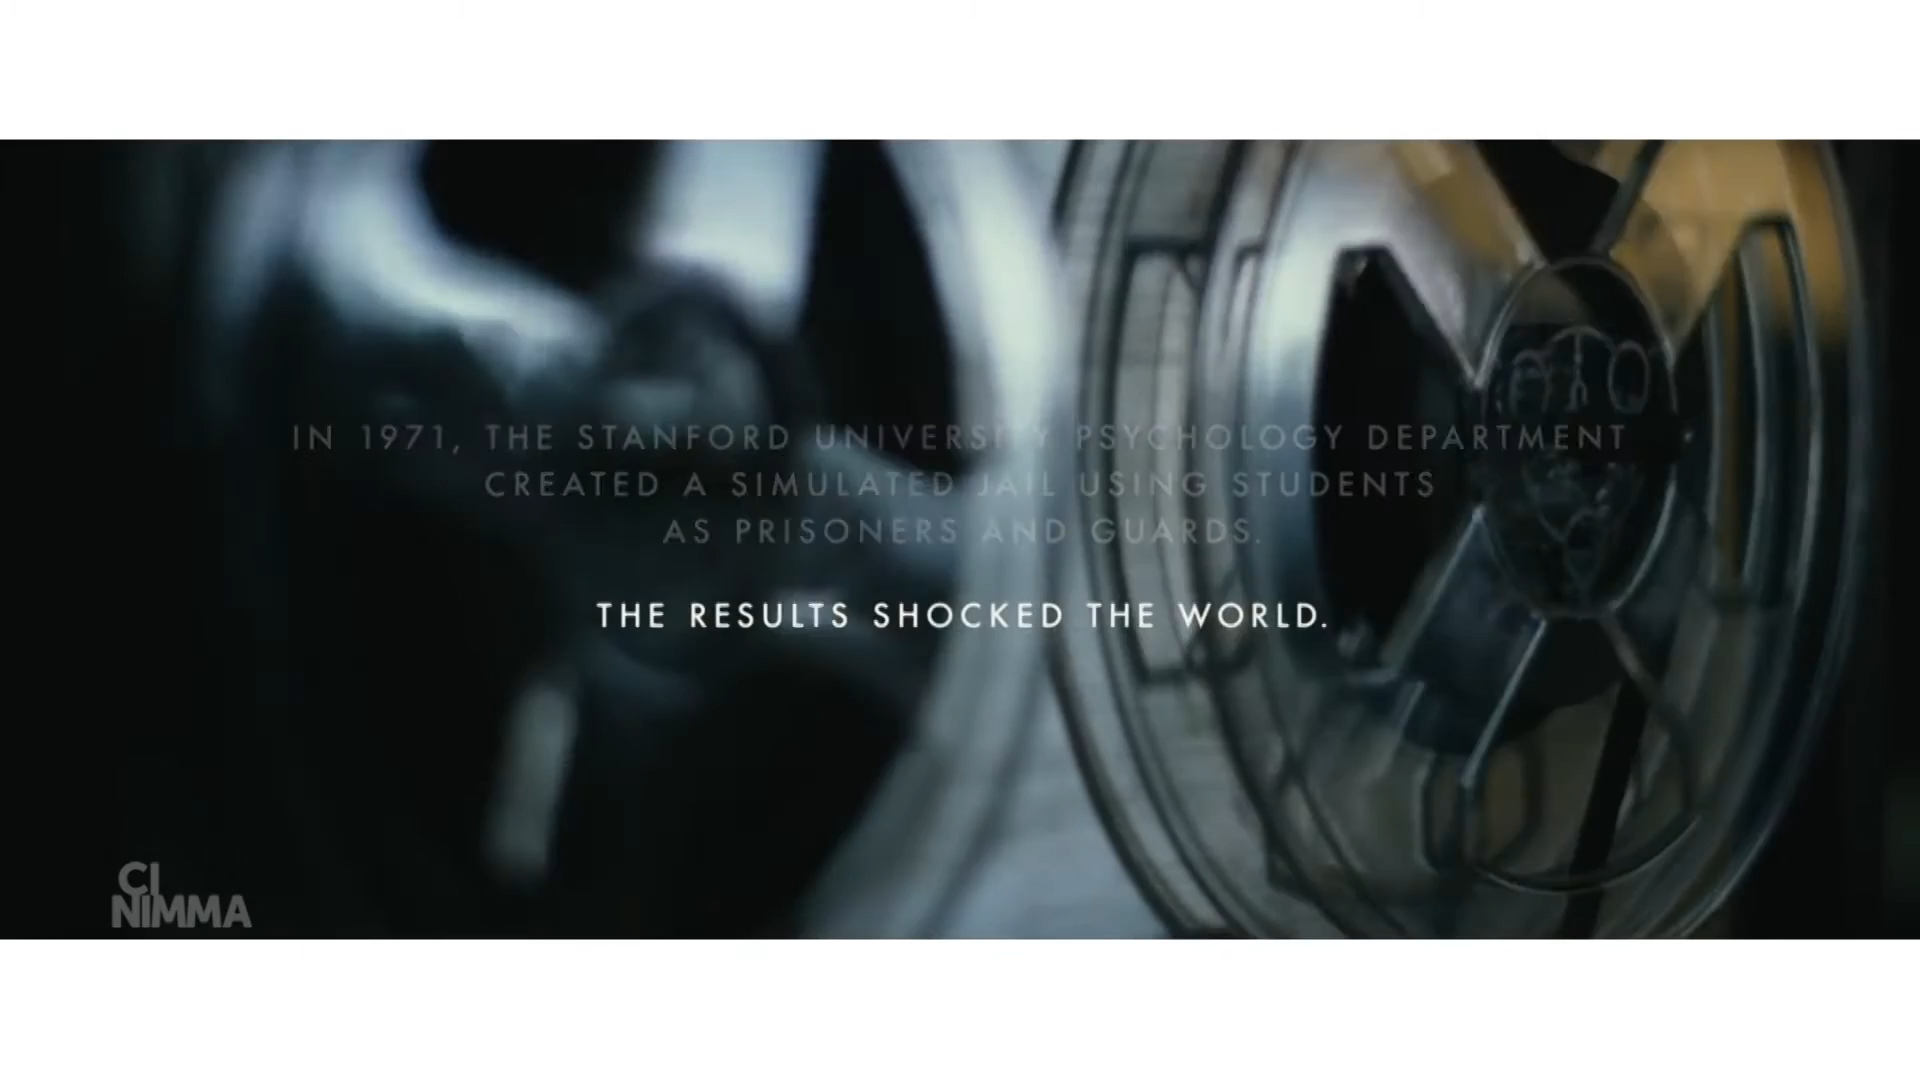 IN 1971, THE STANFORD UNIVERSITY PSYCHOLOGY DEPARTMENT
CREATED A SIMULATED JAIL USING STUDENTS
AS PRISONERS AND GUARDS.
THE RESULTS SHOCKED THE WORLD.
CI
NIMMA